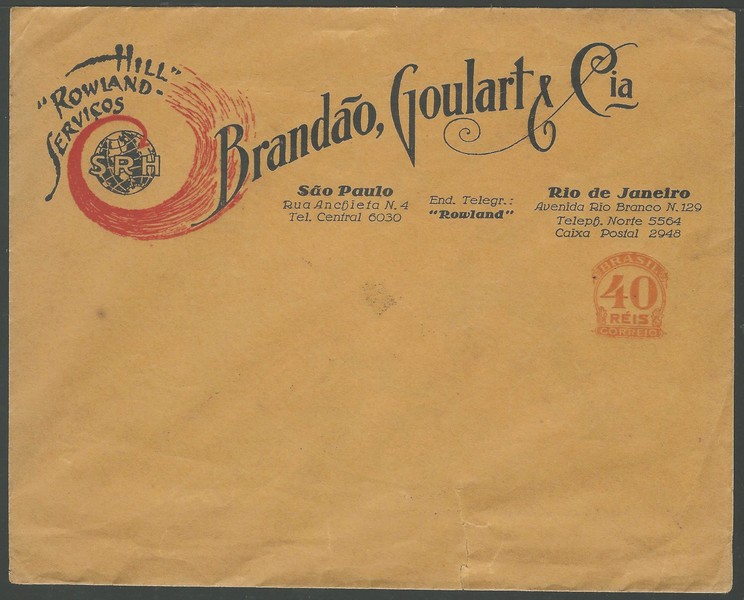 "ROWLAND-HILL"
SERVIÇOS
SRH
Brandão, Goulart & Cia
São Paulo
Rua Anchieta N. 4
Tel. Central 6030
End. Telegr.:
"Rowland"
Rio de Janeiro
Avenida Rio Branco N. 129
Teleph. Norte 5564
Caixa Postal 2948
BRASIL
40
RÉIS
CORREIO